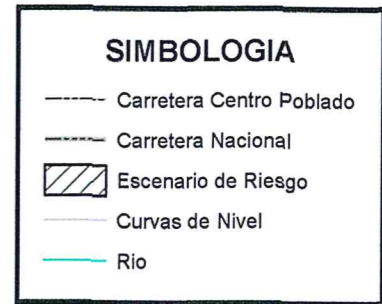 SIMBOLOGIA
Carretera Centro Poblado
Carretera Nacional
Escenario de Riesgo
Curvas de Nivel
Rio